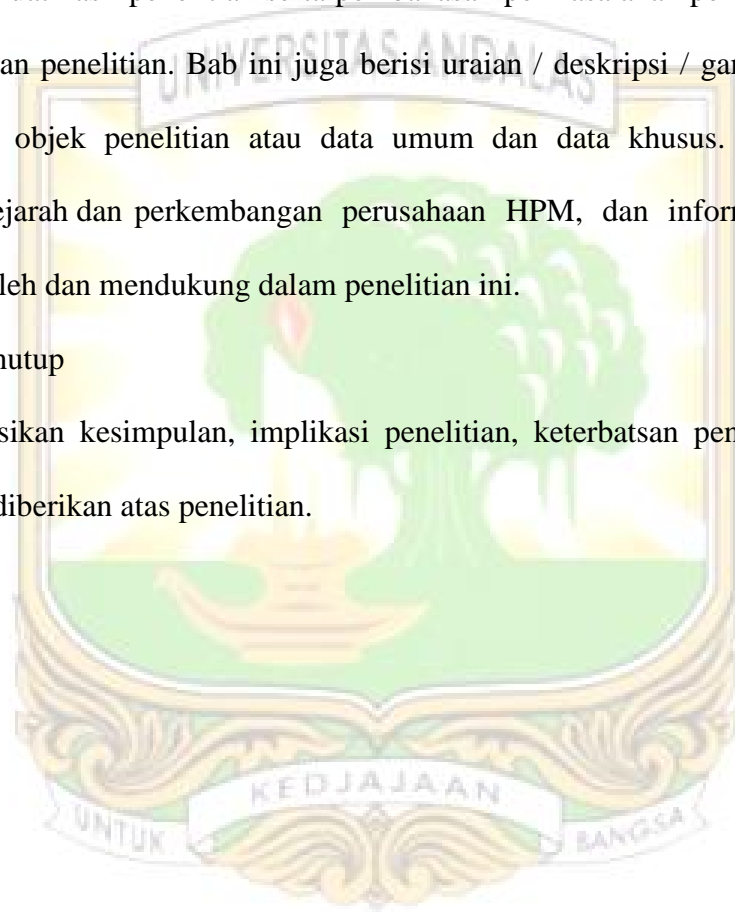 an penelitian. Bab ini juga berisi uraian / deskripsi / gar
objek penelitian atau data umum dan data khusus.
ejarah dan perkembangan perusahaan HPM, dan inforr
leh dan mendukung dalam penelitian ini.
nutup
sikan kesimpulan, implikasi penelitian, keterbatsan per
diberikan atas penelitian.
UNIVERSITAS ANDALAS
UNTUK KEDJAJAAN BANGSA